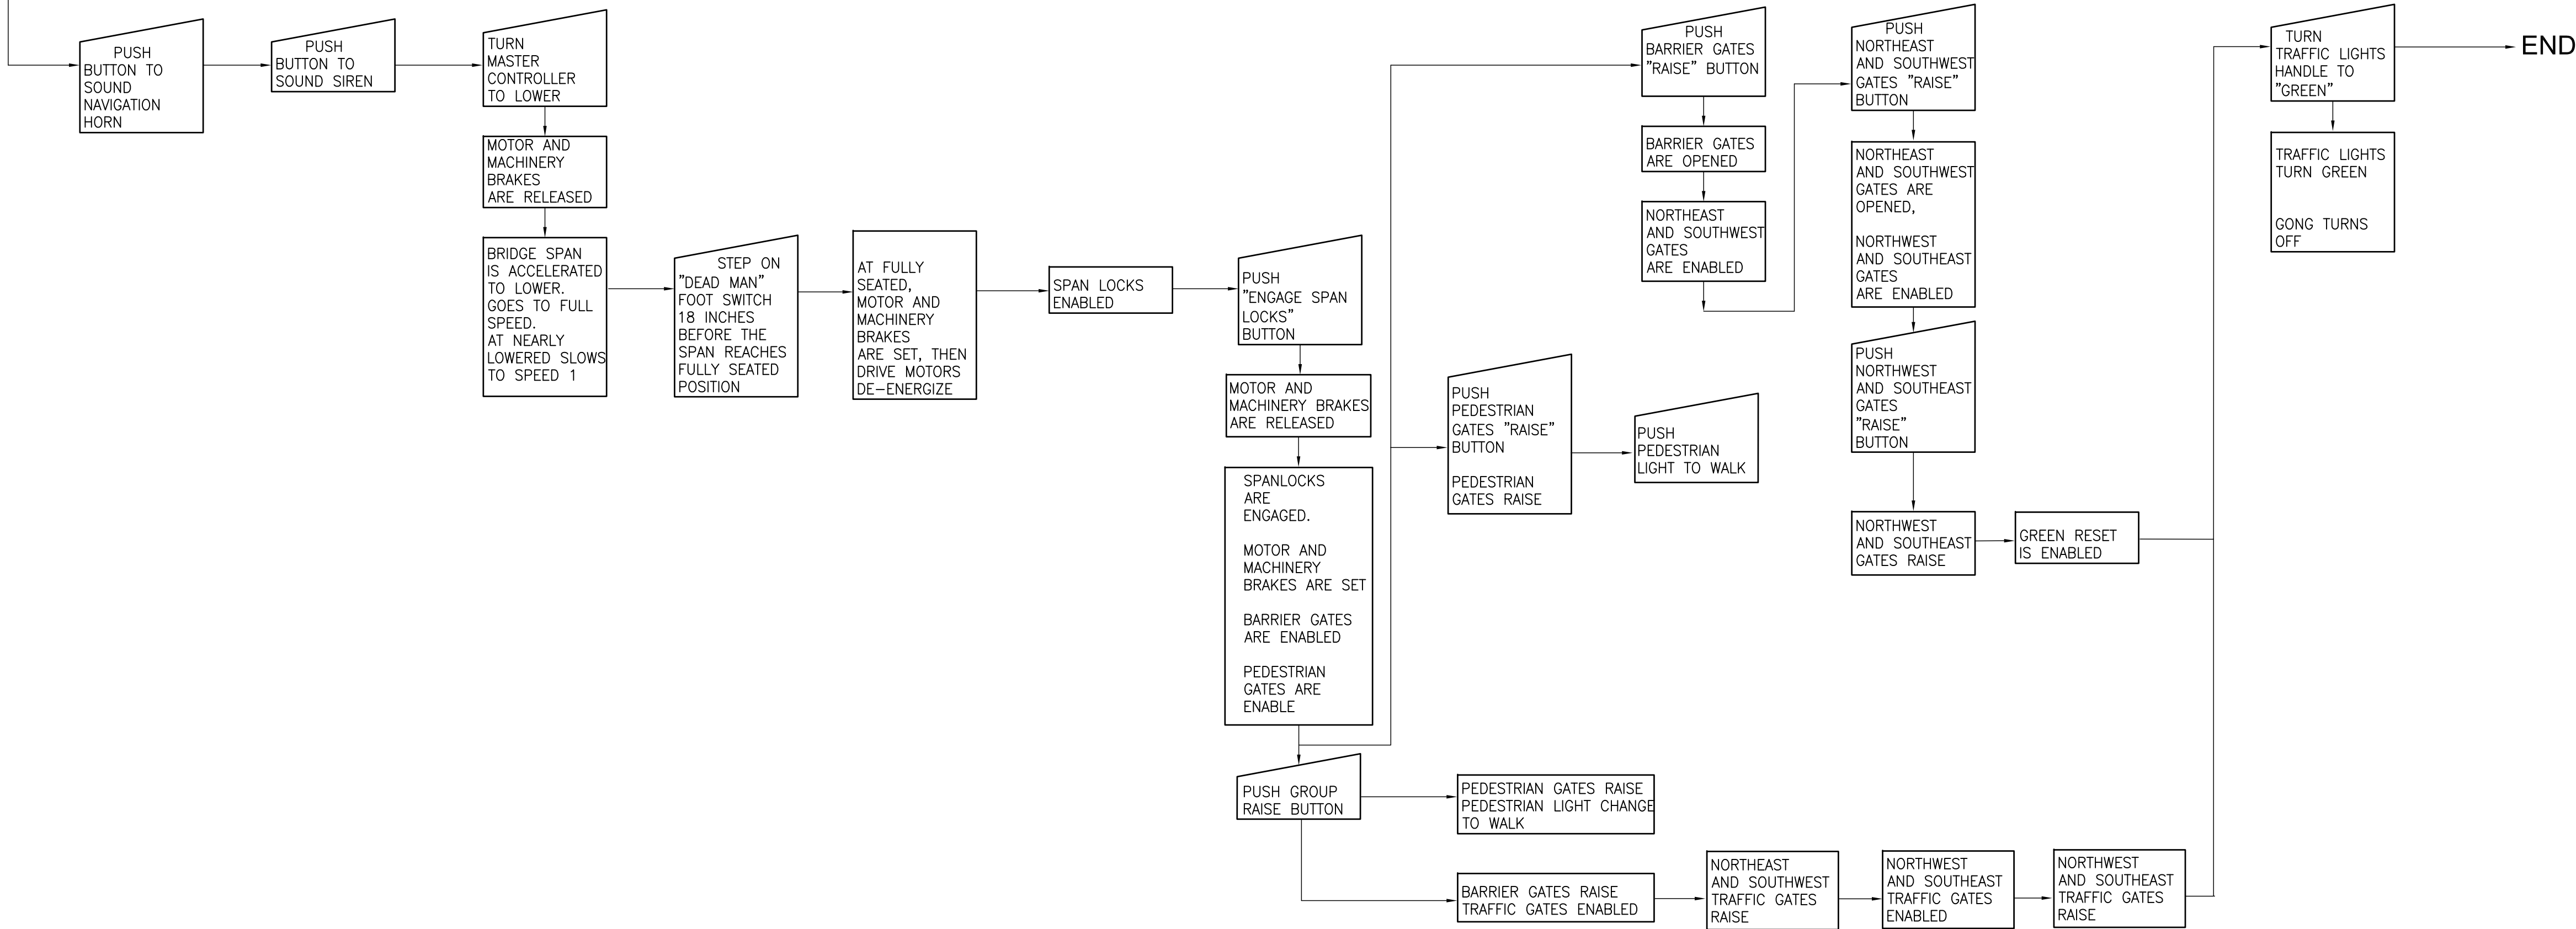 PUSH
BUTTON TO
SOUND
NAVIGATION
HORN
PUSH
BUTTON TO
SOUND SIREN
TURN
MASTER
CONTROLLER
TO LOWER
MOTOR AND
MACHINERY
BRAKES
ARE RELEASED
BRIDGE SPAN
IS ACCELERATED
TO LOWER.
GOES TO FULL
SPEED.
AT NEARLY
LOWERED SLOWS
TO SPEED 1
STEP ON
"DEAD MAN"
FOOT SWITCH
18 INCHES
BEFORE THE
SPAN REACHES
FULLY SEATED
POSITION
AT FULLY
SEATED,
MOTOR AND
MACHINERY
BRAKES
ARE SET, THEN
DRIVE MOTORS
DE-ENERGIZE
SPAN LOCKS
ENABLED
PUSH
"ENGAGE SPAN
LOCKS"
BUTTON
MOTOR AND
MACHINERY BRAKES
ARE RELEASED
SPANLOCKS
ARE
ENGAGED.
MOTOR AND
MACHINERY
BRAKES ARE SET
BARRIER GATES
ARE ENABLED
PEDESTRIAN
GATES ARE
ENABLE
PUSH
BARRIER GATES
"RAISE" BUTTON
BARRIER GATES
ARE OPENED
NORTHEAST
AND SOUTHWEST
GATES
ARE ENABLED
PUSH
NORTHEAST
AND SOUTHWEST
GATES "RAISE"
BUTTON
NORTHEAST
AND SOUTHWEST
GATES ARE
OPENED,
NORTHWEST
AND SOUTHEAST
GATES
ARE ENABLED
PUSH
NORTHWEST
AND SOUTHEAST
GATES
"RAISE"
BUTTON
NORTHWEST
AND SOUTHEAST
GATES RAISE
GREEN RESET
IS ENABLED
PUSH
PEDESTRIAN
GATES "RAISE"
BUTTON
PEDESTRIAN
GATES RAISE
PUSH
PEDESTRIAN
LIGHT TO WALK
PUSH GROUP
RAISE BUTTON
PEDESTRIAN GATES RAISE
PEDESTRIAN LIGHT CHANGE
TO WALK
BARRIER GATES RAISE
TRAFFIC GATES ENABLED
NORTHEAST
AND SOUTHWEST
TRAFFIC GATES
RAISE
NORTHWEST
AND SOUTHEAST
TRAFFIC GATES
ENABLED
NORTHWEST
AND SOUTHEAST
TRAFFIC GATES
RAISE
TURN
TRAFFIC LIGHTS
HANDLE TO
"GREEN"
TRAFFIC LIGHTS
TURN GREEN
GONG TURNS
OFF
END